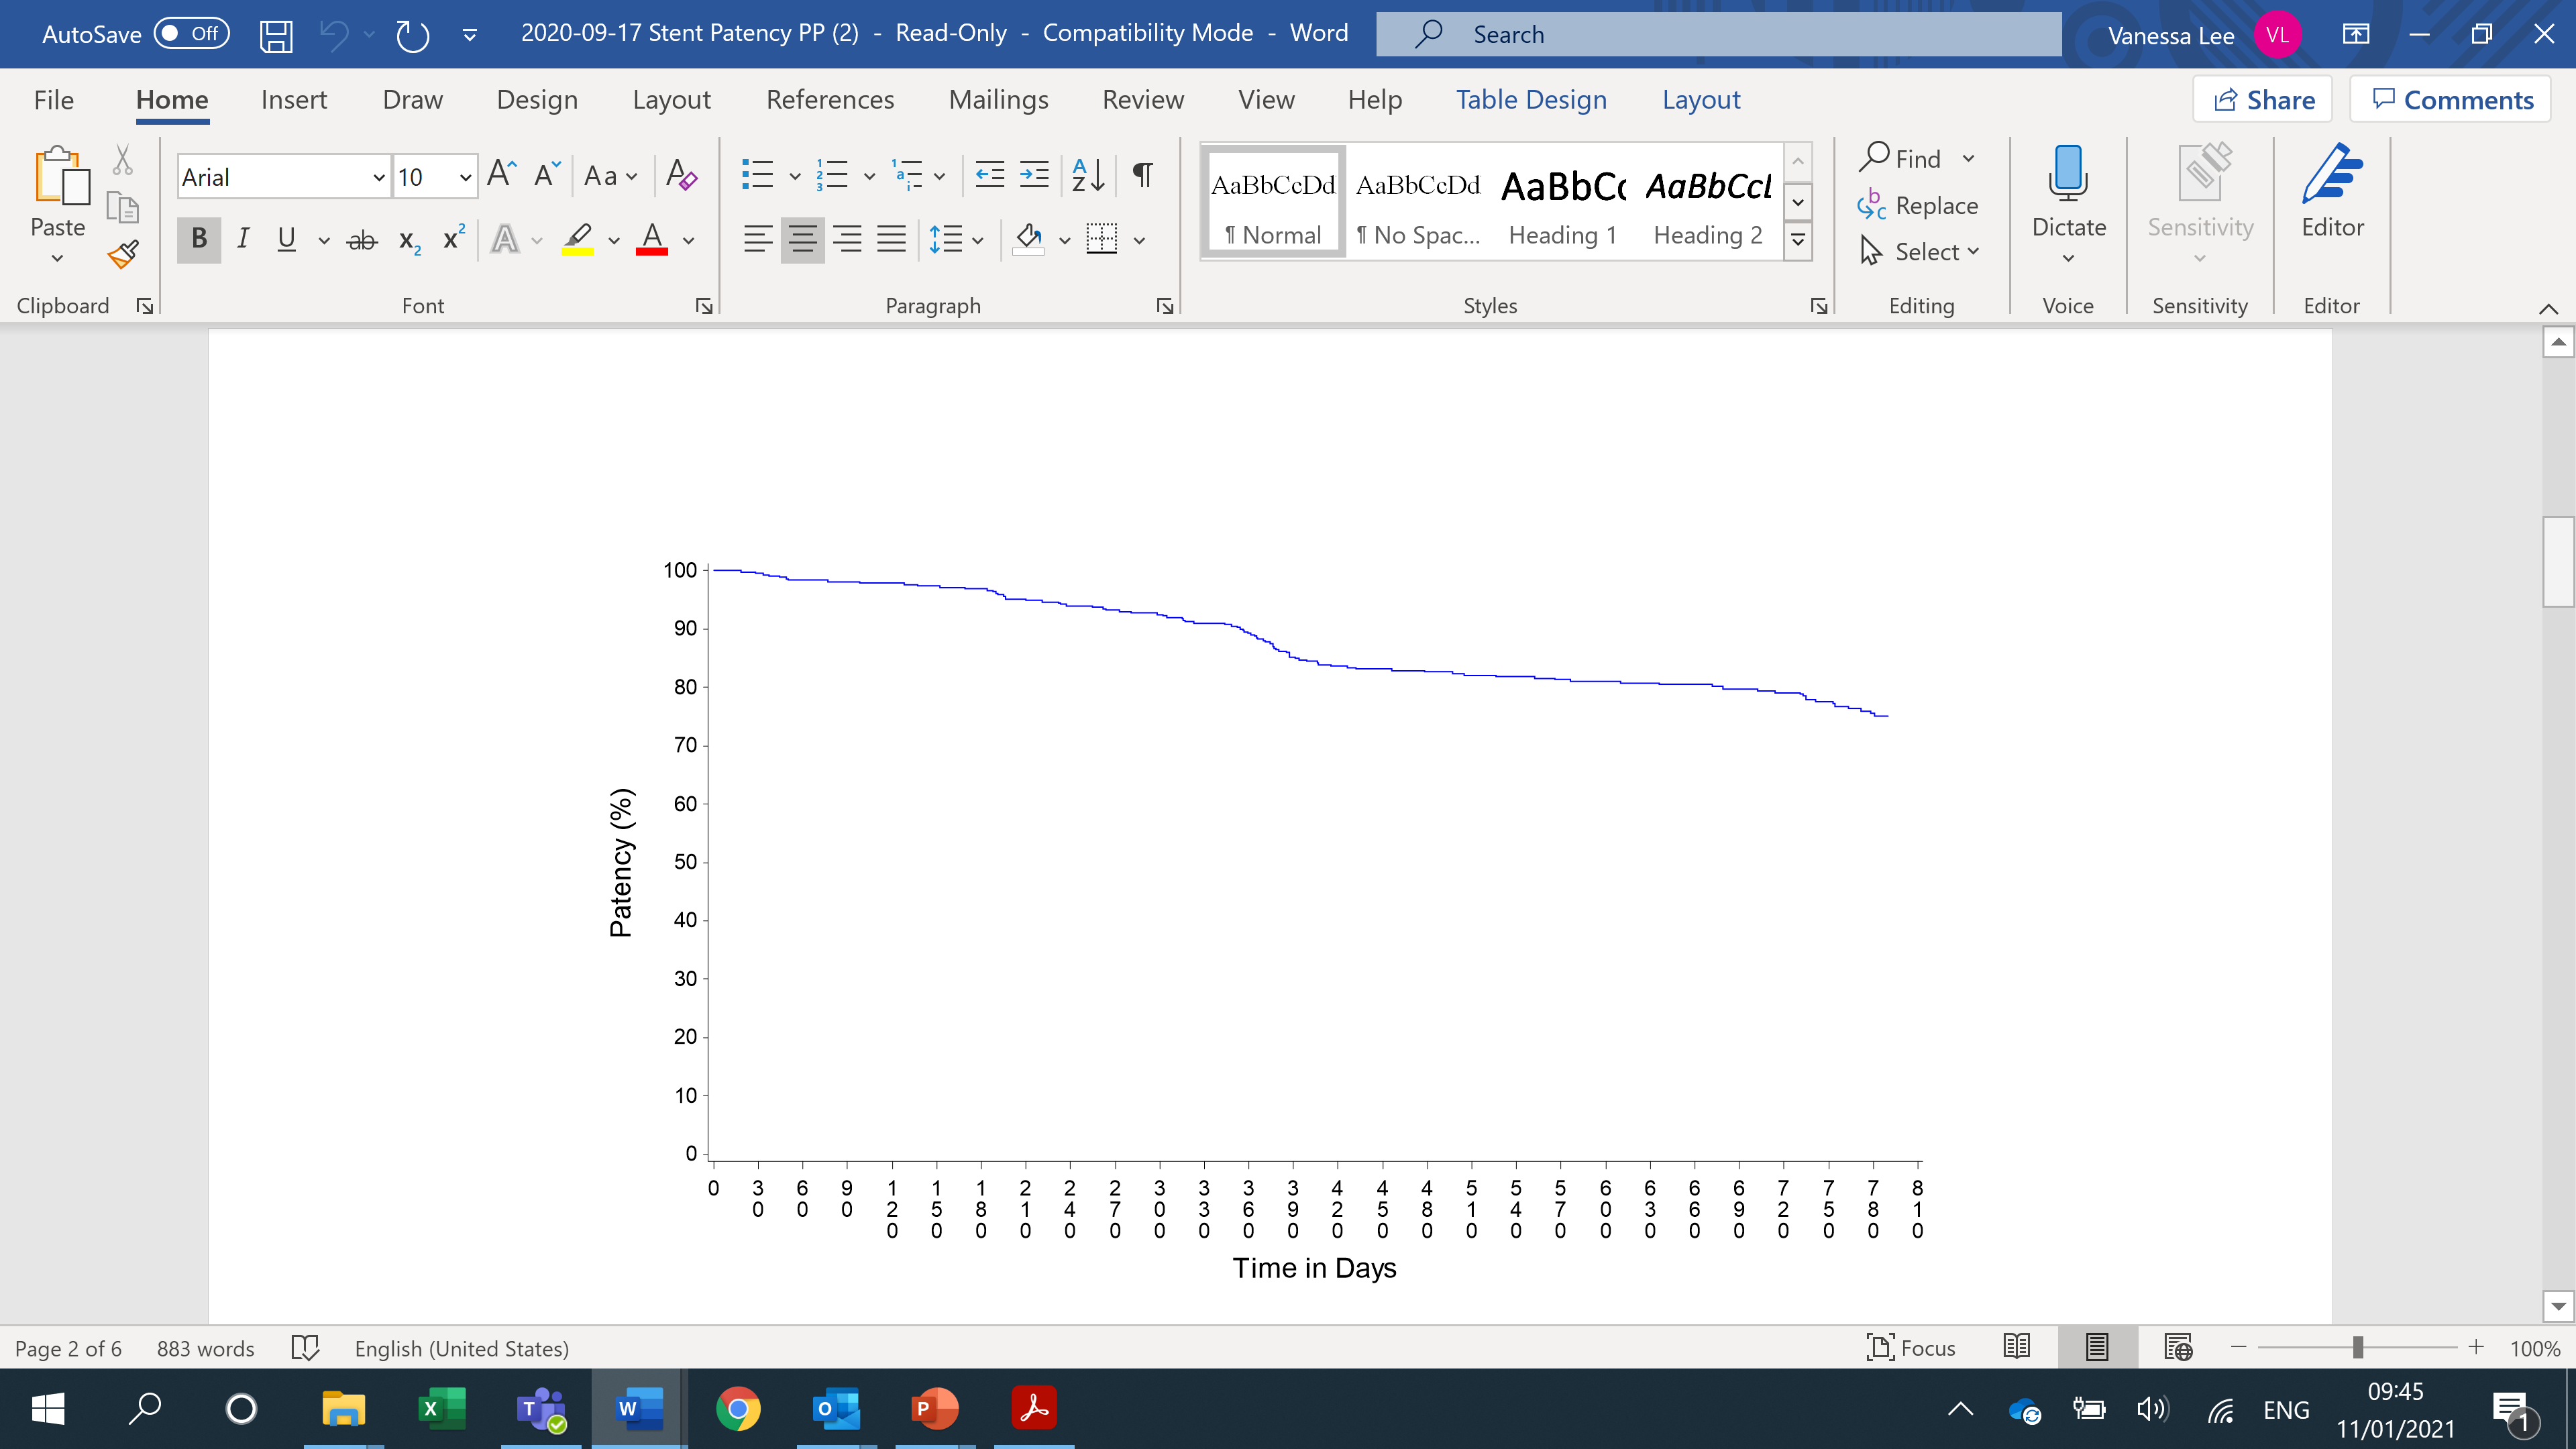 AutoSave Off 2020-09-17 Stent Patency PP (2) - Read-Only - Compatibility Mode - Word Search Vanessa Lee VL
File Home Insert Draw Design Layout References Mailings Review View Help Table Design Layout Share Comments
Paste
Clipboard
Arial 10
Font
Paragraph
AaBbCcDd AaBbCcDd AaBbCc AaBbCcL
¶ Normal ¶ No Spac... Heading 1 Heading 2
Styles
Find
Replace
Select
Editing
Dictate
Voice
Sensitivity
Sensitivity
Editor
Editor
Patency (%)
100
90
80
70
60
50
40
30
20
10
0
0 30 60 90 120 150 180 210 240 270 300 330 360 390 420 450 480 510 540 570 600 630 660 690 720 750 780 810
Time in Days
Page 2 of 6 883 words English (United States) Focus 100%
ENG
09:45
11/01/2021
1